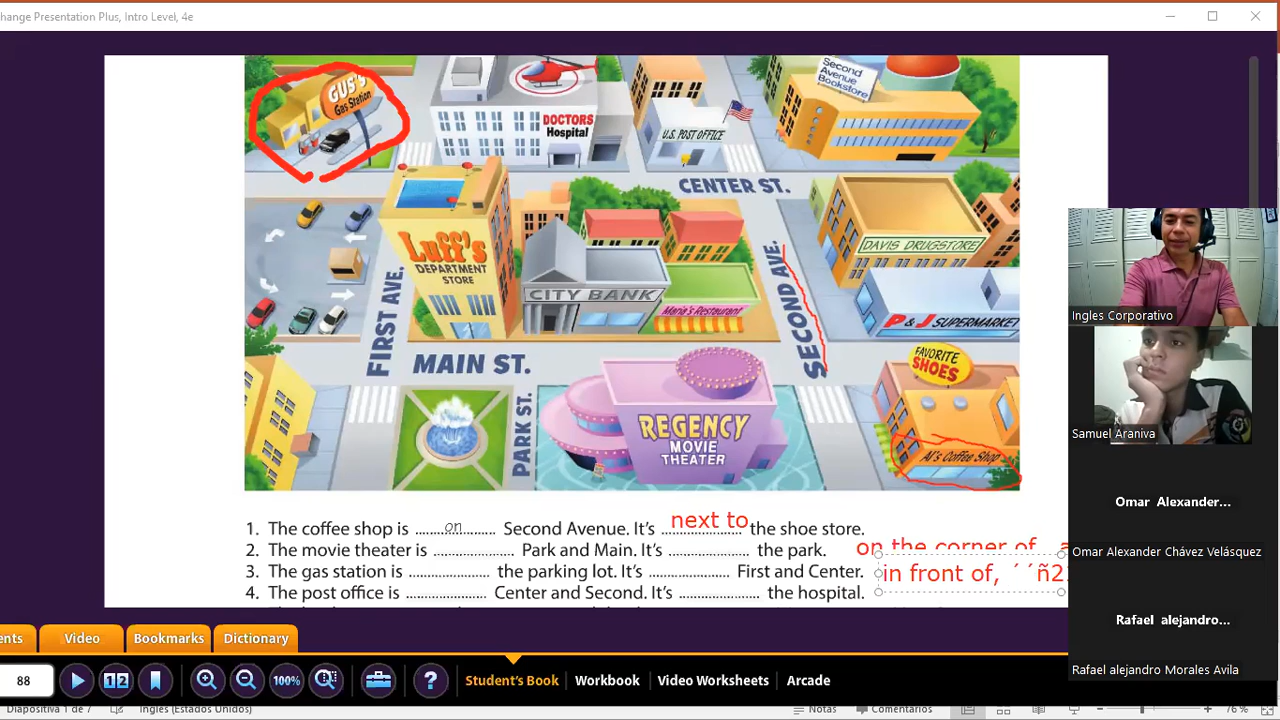 hange Presentation Plus, Intro Level, 4e
GUS'S
Gas Station
DOCTORS
Hospital
U.S. POST OFFICE
Second
Avenue
Bookstore
CENTER ST.
Luff's
DEPARTMENT
STORE
DAVIS DRUGSTORE
CITY BANK
Maria's Restaurant
P & J SUPERMARKET
FIRST AVE.
SECOND AVE.
MAIN ST.
FAVORITE
SHOES
PARK ST.
REGENCY
MOVIE
THEATER
Al's Coffee Shop
1. The coffee shop is .....on..... Second Avenue. It's next to the shoe store.
2. The movie theater is .................. Park and Main. It's .................. the park.
on the corner of, a
3. The gas station is .................. the parking lot. It's .................. First and Center.
in front of, ´´ñ2
4. The post office is .................. Center and Second. It's .................. the hospital.
Ingles Corporativo
Samuel Araniva
Omar Alexander...
Omar Alexander Chávez Velásquez
Rafael alejandro...
Rafael alejandro Morales Avila
ents Video Bookmarks Dictionary
88 1 2 100% ? Student's Book Workbook Video Worksheets Arcade
Diapositiva 1 de 7 Inglés (Estados Unidos) Notas Comentarios 76 %